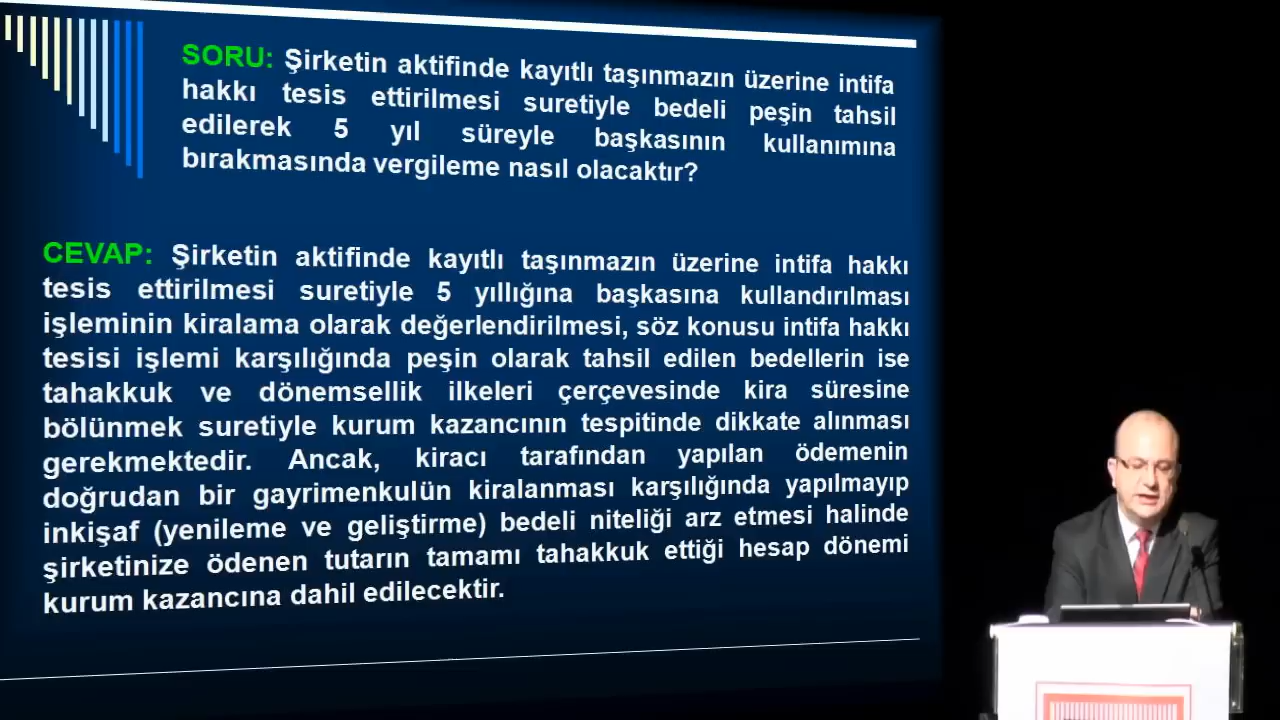 SORU: Şirketin aktifinde kayıtlı taşınmazın üzerine intifa
hakkı tesis ettirilmesi suretiyle bedeli peşin tahsil
edilerek 5 yıl süreyle başkasının kullanımına
bırakmasında vergileme nasıl olacaktır?
CEVAP: Şirketin aktifinde kayıtlı taşınmazın üzerine intifa hakkı
tesis ettirilmesi suretiyle 5 yıllığına başkasına kullandırılması
işleminin kiralama olarak değerlendirilmesi, söz konusu intifa hakkı
tesisi işlemi karşılığında peşin olarak tahsil edilen bedellerin ise
tahakkuk ve dönemsellik ilkeleri çerçevesinde kira süresine
bölünmek suretiyle kurum kazancının tespitinde dikkate alınması
gerekmektedir. Ancak, kiracı tarafından yapılan ödemenin
doğrudan bir gayrimenkulün kiralanması karşılığında yapılmayıp
inkişaf (yenileme ve geliştirme) bedeli niteliği arz etmesi halinde
şirketinize ödenen tutarın tamamı tahakkuk ettiği hesap dönemi
kurum kazancına dahil edilecektir.